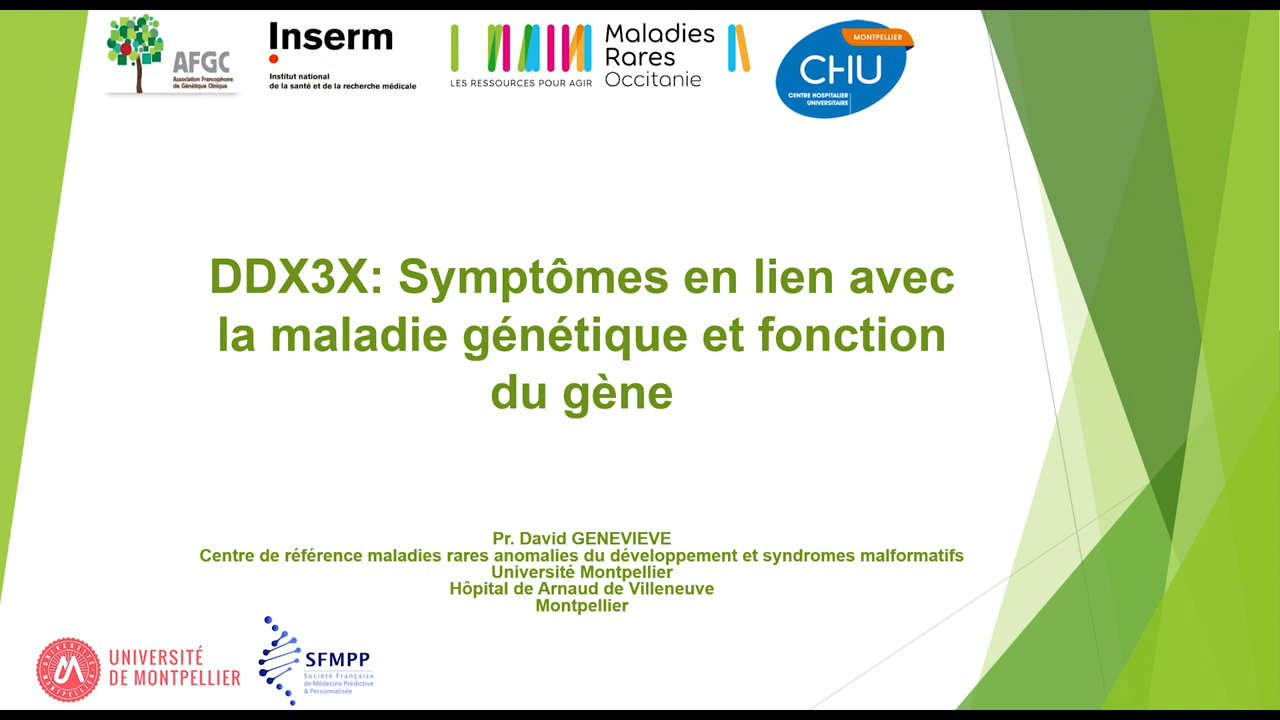 AFGC
Association Francophone
de Génétique Clinique
Inserm
Institut national
de la santé et de la recherche médicale
LES RESSOURCES POUR AGIR
Maladies
Rares
Occitanie
MONTPELLIER
CHU
CENTRE HOSPITALIER
UNIVERSITAIRE
DDX3X: Symptômes en lien avec
la maladie génétique et fonction
du gène
Pr. David GENEVIEVE
Centre de référence maladies rares anomalies du développement et syndromes malformatifs
Université Montpellier
Hôpital de Arnaud de Villeneuve
Montpellier
UNIVERSITÉ
MONTPELLIER
UNIVERSITÉ
DE MONTPELLIER
SFMPP
Société Française
de Médecine Prédictive
& Personnalisée